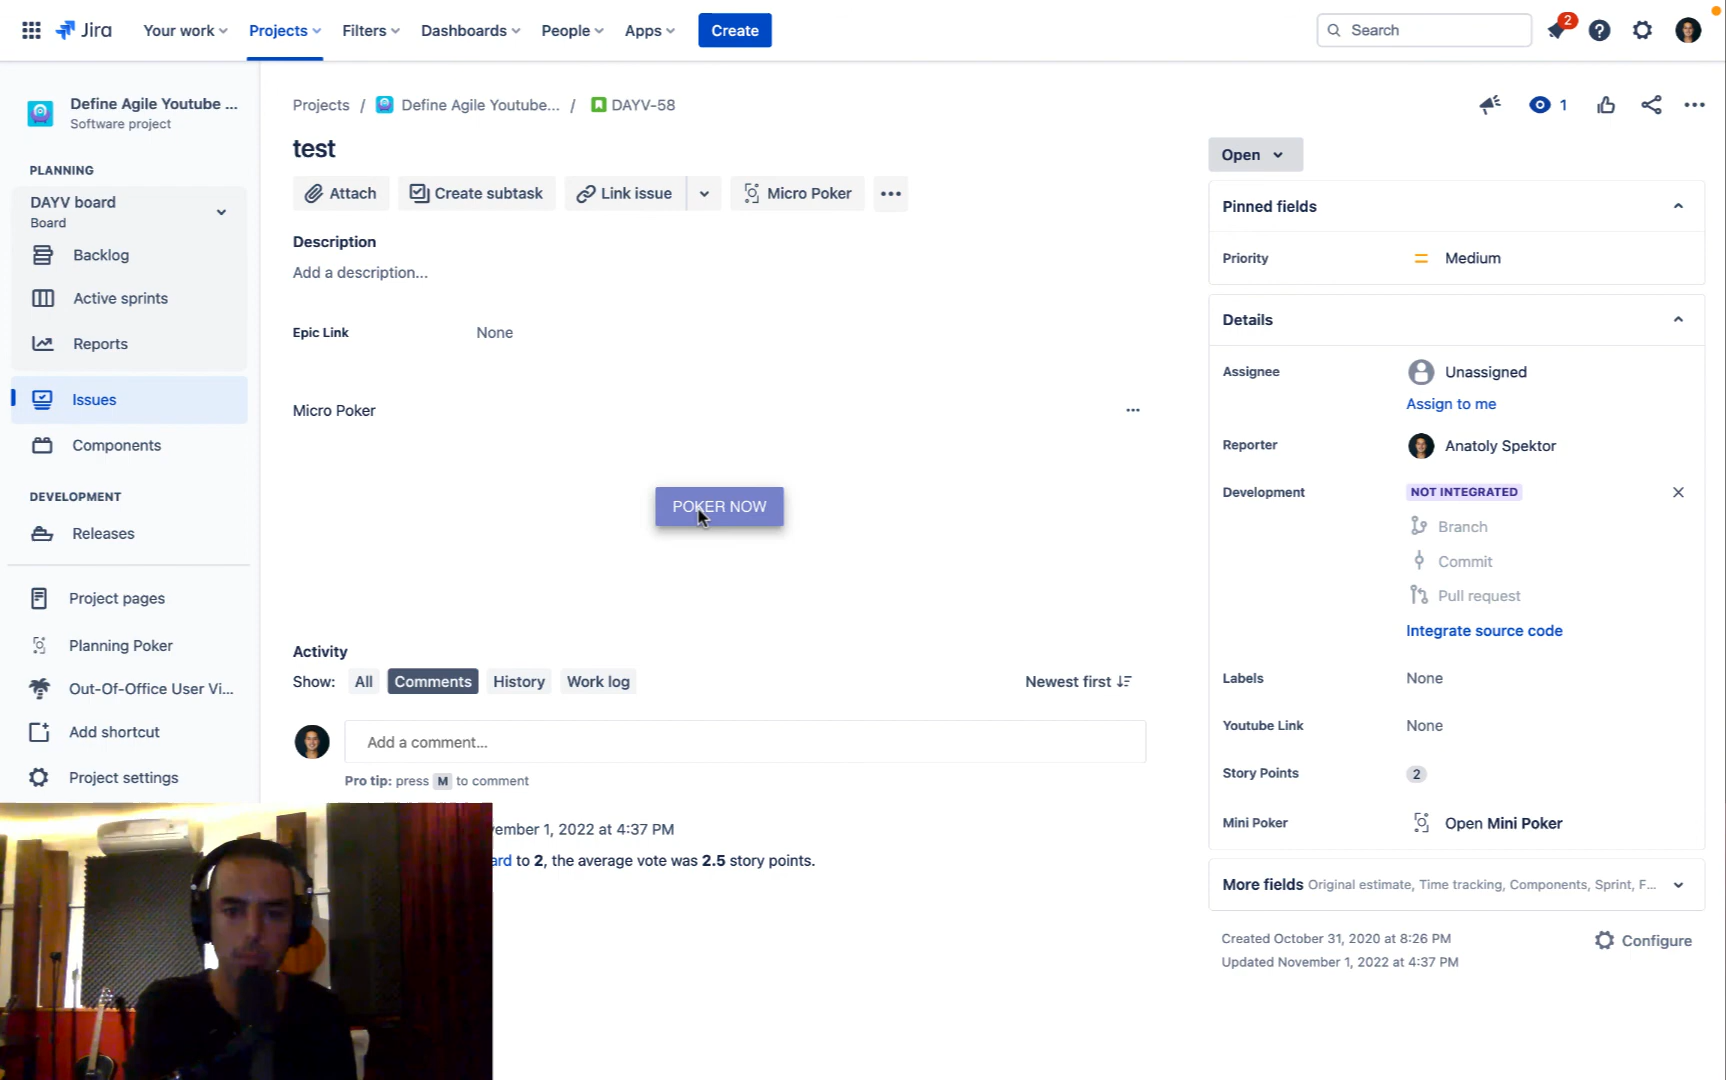 Jira
Your work
Projects
Filters
Dashboards
People
Apps
Create
Search
2
Define Agile Youtube ...
Software project
PLANNING
DAYV board
Board
Backlog
Active sprints
Reports
Issues
Components
DEVELOPMENT
Releases
Project pages
Planning Poker
Out-Of-Office User Vi...
Add shortcut
Project settings
Projects / Define Agile Youtube... / DAYV-58
1
test
Attach
Create subtask
Link issue
Micro Poker
Description
Add a description...
Epic Link
None
Micro Poker
POKER NOW
Activity
Show:
All
Comments
History
Work log
Newest first
Add a comment...
Pro tip: press M to comment
vember 1, 2022 at 4:37 PM
ard to 2, the average vote was 2.5 story points.
Open
Pinned fields
Priority
Medium
Details
Assignee
Unassigned
Assign to me
Reporter
Anatoly Spektor
Development
NOT INTEGRATED
Branch
Commit
Pull request
Integrate source code
Labels
None
Youtube Link
None
Story Points
2
Mini Poker
Open Mini Poker
More fields Original estimate, Time tracking, Components, Sprint, F...
Created October 31, 2020 at 8:26 PM
Updated November 1, 2022 at 4:37 PM
Configure